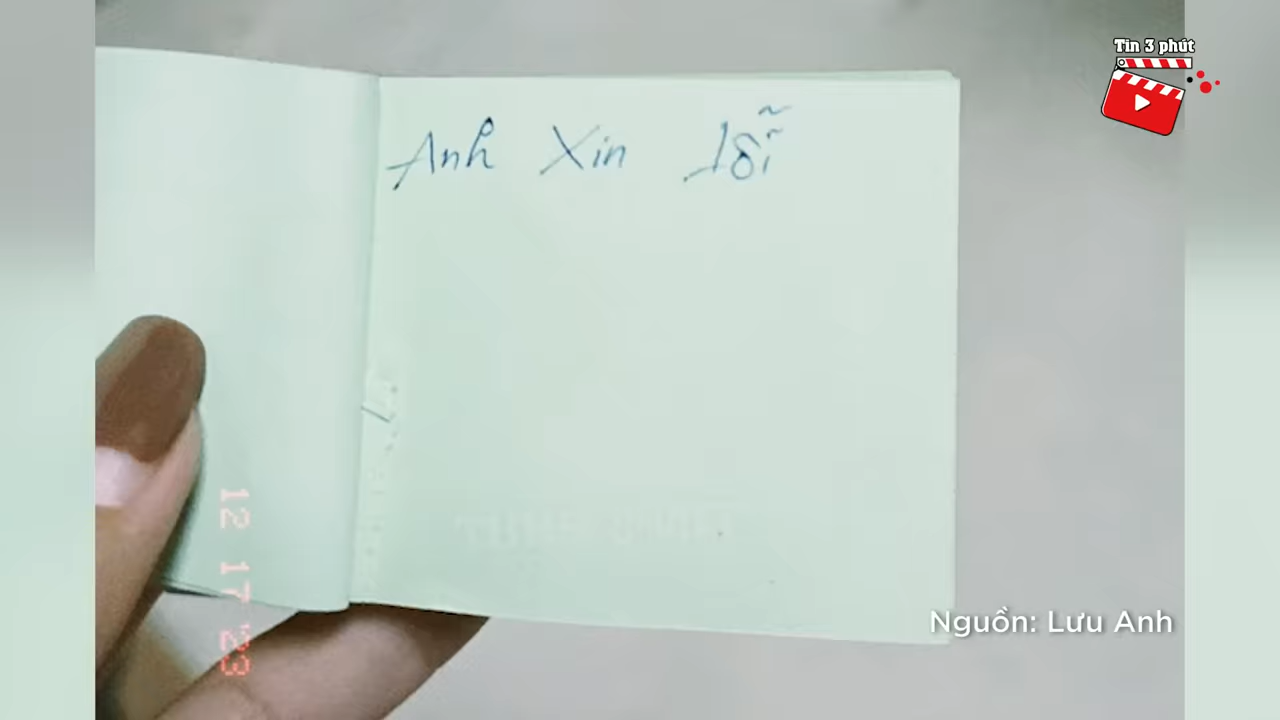 Tin 3 phút
Anh Xin lỗi
12 17 '23
Nguồn: Lưu Anh